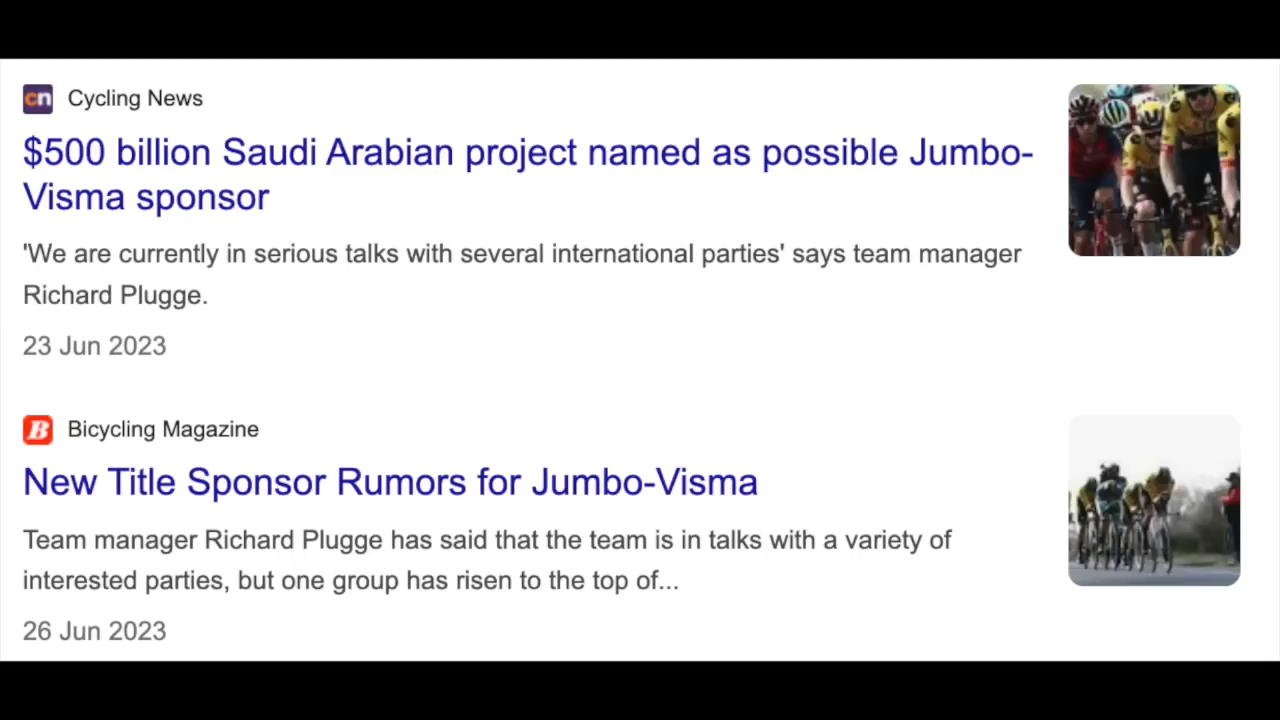 cn Cycling News
$500 billion Saudi Arabian project named as possible Jumbo-
Visma sponsor
'We are currently in serious talks with several international parties' says team manager
Richard Plugge.
23 Jun 2023
B Bicycling Magazine
New Title Sponsor Rumors for Jumbo-Visma
Team manager Richard Plugge has said that the team is in talks with a variety of
interested parties, but one group has risen to the top of...
26 Jun 2023